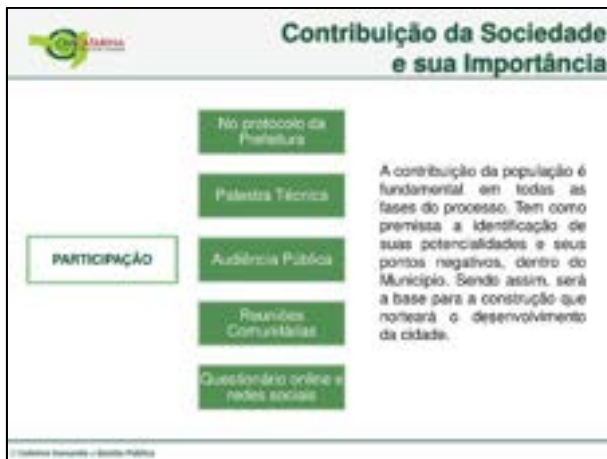 Contribuição da Sociedade
e sua Importância
No protocolo da
Prefeitura
Palestra Técnica
PARTICIPAÇÃO
Audiência Pública
Reuniões
Comunitárias
Questionário online e
redes sociais
A contribuição da população é
fundamental em todas as
fases do processo. Tem como
premissa a identificação de
suas potencialidades e seus
pontos negativos, dentro do
Município. Sendo assim, será
a base para a construção que
norteará o desenvolvimento
da cidade.